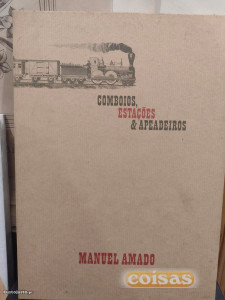 COMBOIOS,
ESTAÇÕES
& APEADEIROS
MANUEL AMADO
coisas